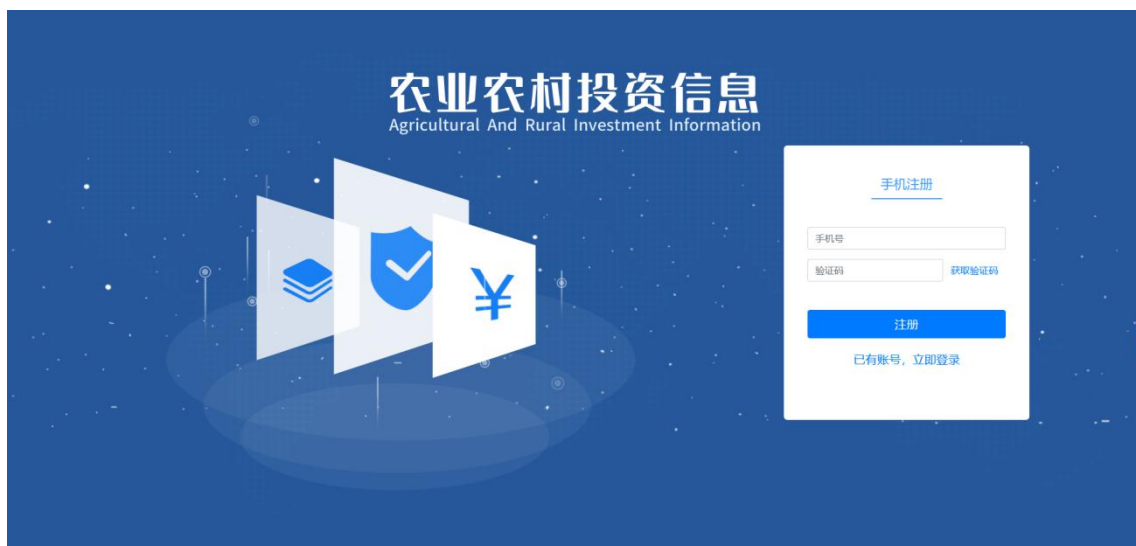 农业农村投资信息
Agricultural And Rural Investment Information
手机注册
手机号
验证码 获取验证码
注册
已有账号，立即登录
¥